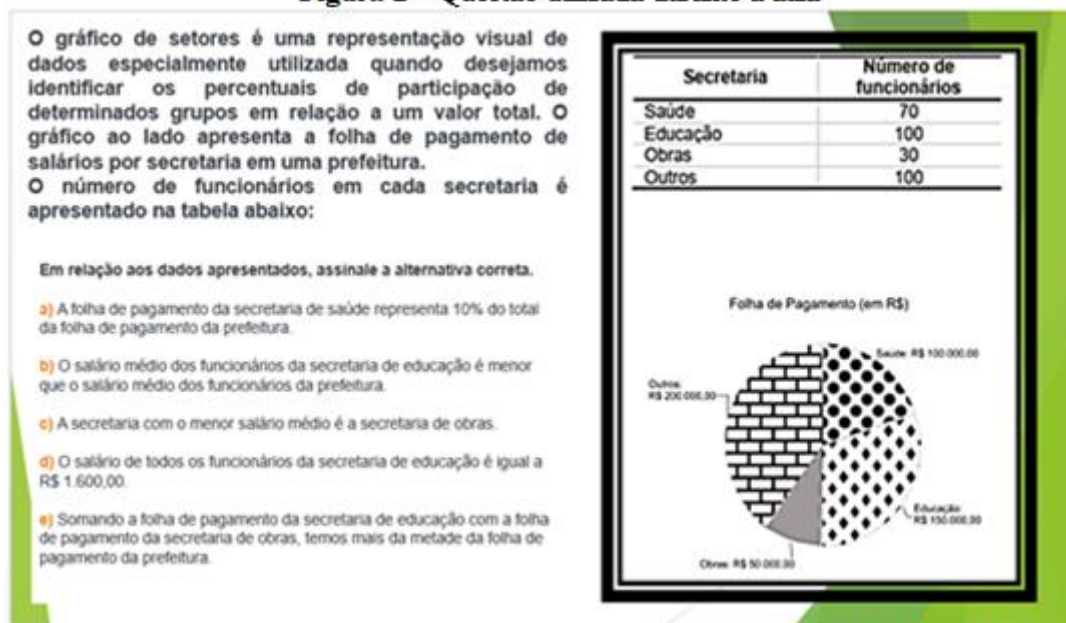 O gráfico de setores é uma representação visual de
dados especialmente utilizada quando desejamos
identificar os percentuais de participação de
determinados grupos em relação a um valor total. O
gráfico ao lado apresenta a folha de pagamento de
salários por secretaria em uma prefeitura.
O número de funcionários em cada secretaria é
apresentado na tabela abaixo:
Em relação aos dados apresentados, assinale a alternativa correta.
a) A folha de pagamento da secretaria de saúde representa 10% do total
da folha de pagamento da prefeitura.
b) O salário médio dos funcionários da secretaria de educação é menor
que o salário médio dos funcionários da prefeitura.
c) A secretaria com o menor salário médio é a secretaria de obras.
d) O salário de todos os funcionários da secretaria de educação é igual a
R$ 1.600,00.
e) Somando a folha de pagamento da secretaria de educação com a folha
de pagamento da secretaria de obras, temos mais da metade da folha de
pagamento da prefeitura.
Secretaria Número de
funcionários
Saúde 70
Educação 100
Obras 30
Outros 100
Folha de Pagamento (em R$)
Saúde: R$ 100.000,00
Outros:
R$ 200.000,00
Educação:
R$ 150.000,00
Obras: R$ 50.000,00